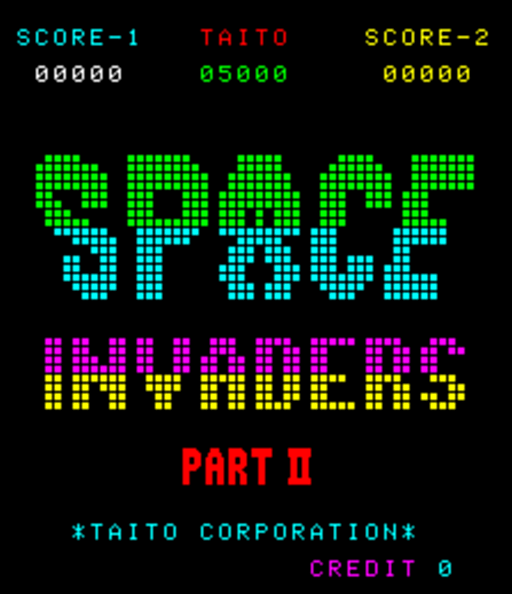 SCORE-1 TAITO SCORE-2
00000 05000 00000
SPACE
INVADERS
PART II
*TAITO CORPORATION*
CREDIT 0